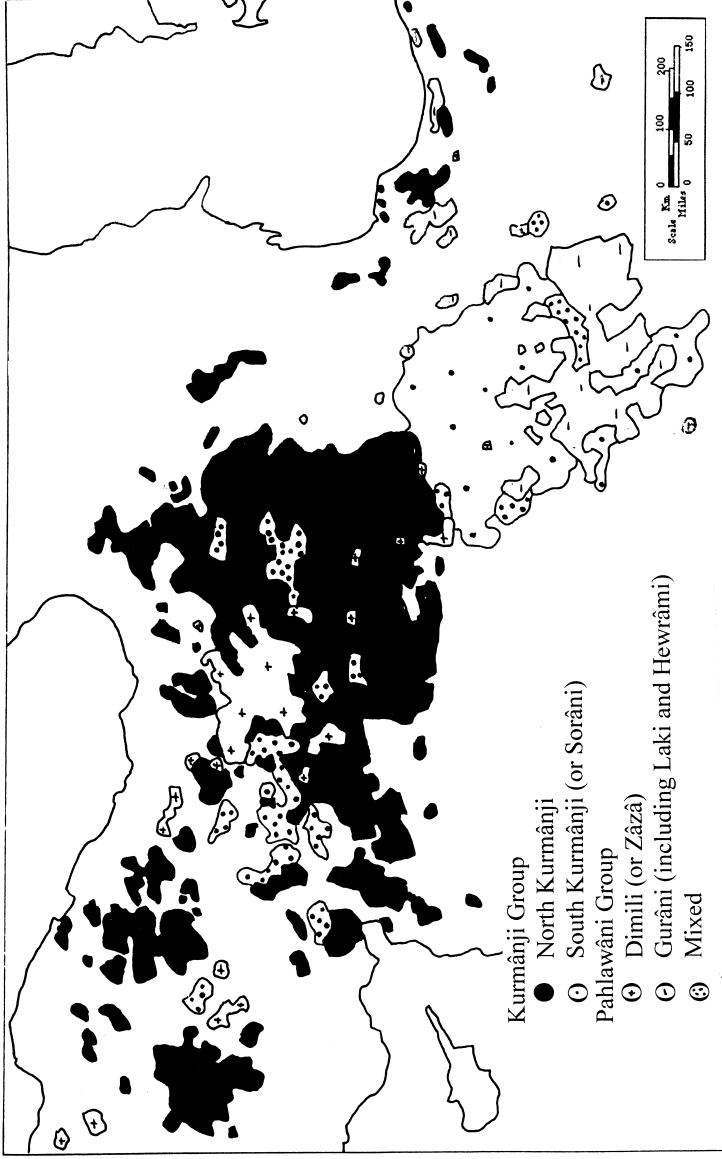 Kurmânji Group
North Kurmânji
South Kurmânji (or Sorâni)
Pahlawâni Group
Dimili (or Zâzâ)
Gurâni (including Laki and Hewrâmi)
Mixed
Scale Km 0 100 200
Miles 0 50 100 150